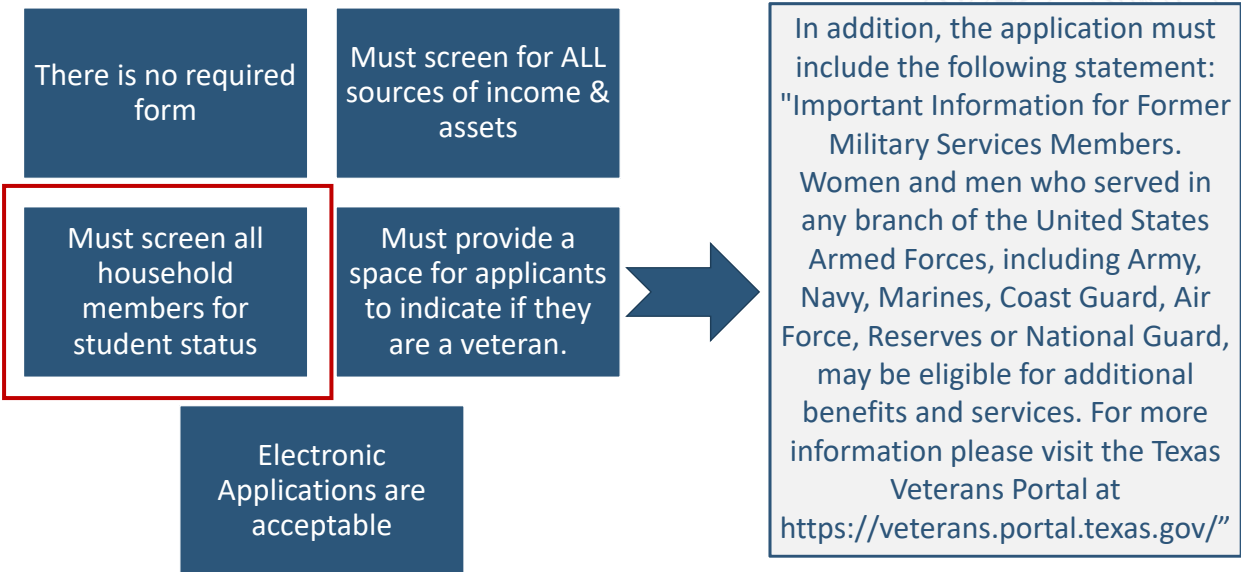 There is no required
form
Must screen for ALL
sources of income &
assets
Must screen all
household
members for
student status
Must provide a
space for applicants
to indicate if they
are a veteran.
Electronic
Applications are
acceptable
In addition, the application must
include the following statement:
"Important Information for Former
Military Services Members.
Women and men who served in
any branch of the United States
Armed Forces, including Army,
Navy, Marines, Coast Guard, Air
Force, Reserves or National Guard,
may be eligible for additional
benefits and services. For more
information please visit the Texas
Veterans Portal at
https://veterans.portal.texas.gov/”